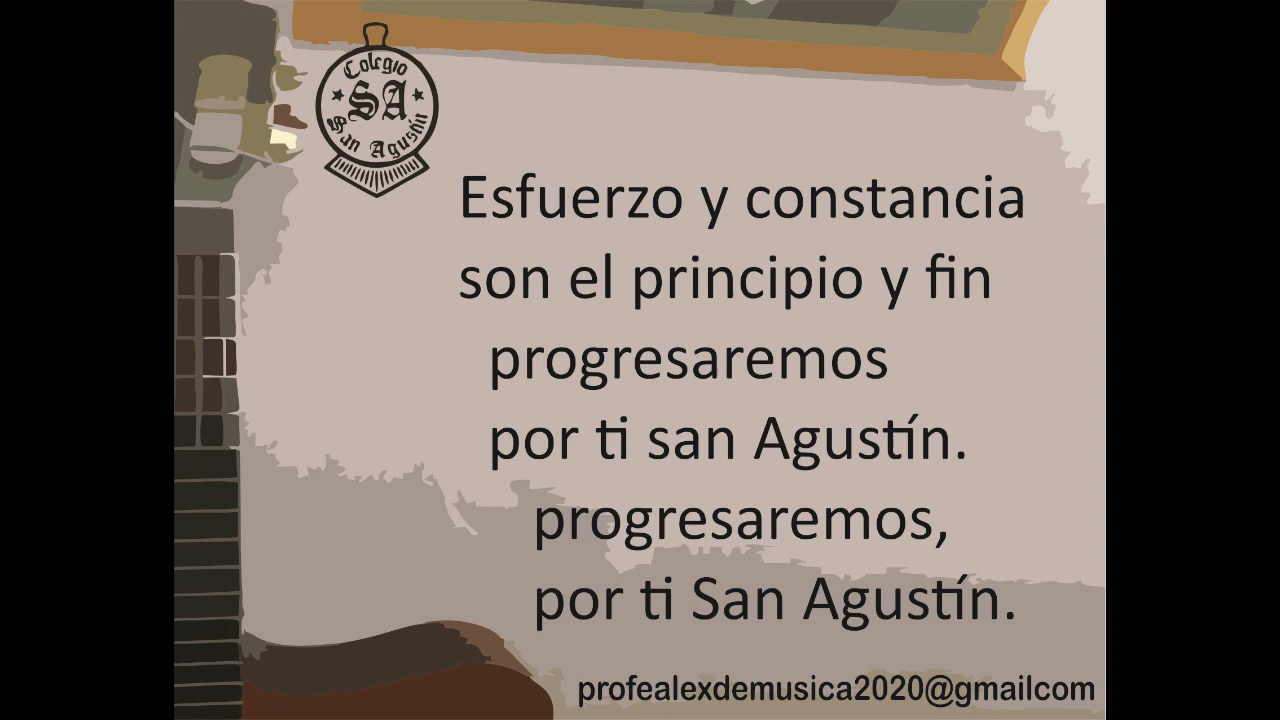 Colegio
SA
San Agustín
Esfuerzo y constancia
son el principio y fin
progresaremos
por ti san Agustín.
progresaremos,
por ti San Agustín.
profealexdemusica2020@gmailcom